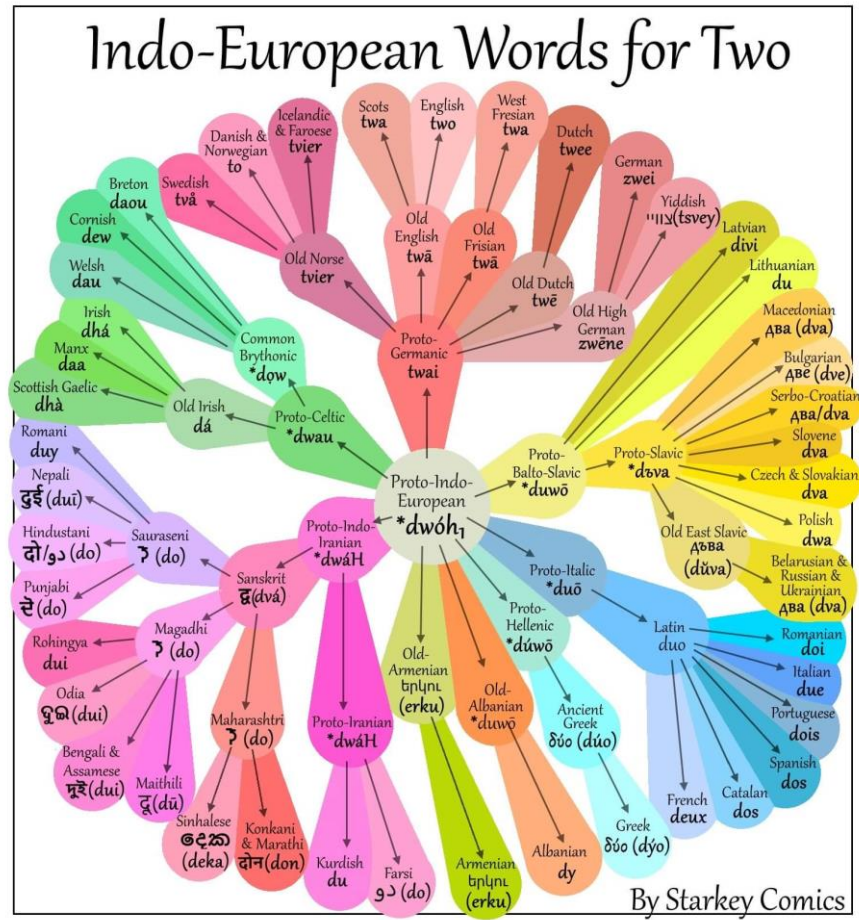 Indo-European Words for Two
Scots
twa
English
two
West
Fresian
twa
Dutch
twee
German
zwei
Yiddish
צוויי(tsvey)
Icelandic
& Faroese
tvier
Danish &
Norwegian
to
Swedish
två
Old Norse
tvier
Old
English
twā
Old
Frisian
twā
Old Dutch
twē
Old High
German
zwēne
Proto-
Germanic
twai
Breton
daou
Cornish
dew
Welsh
dau
Common
Brythonic
*dọw
Irish
dhá
Manx
daa
Scottish Gaelic
dhà
Old Irish
dá
Proto-Celtic
*dwau
Latvian
divi
Lithuanian
du
Macedonian
два (dva)
Bulgarian
две (dve)
Serbo-Croatian
два/dva
Slovene
dva
Czech & Slovakian
dva
Polish
dwa
Belarusian &
Russian &
Ukrainian
два (dva)
Old East Slavic
дъва
(dŭva)
Proto-Slavic
*dъva
Proto-
Balto-Slavic
*duwō
Proto-Indo-
European
*dwóh₁
Proto-Indo-
Iranian
*dwáH
Sanskrit
द्व (dvá)
Sauraseni
(do)
Romani
duy
Nepali
दुई (duī)
Hindustani
दो/دو (do)
Punjabi
ਦੋ (do)
Magadhi
(do)
Rohingya
dui
Odia
ଦୁଇ (dui)
Bengali &
Assamese
দুই (dui)
Maithili
दू (dū)
Maharashtri
(do)
Sinhalese
දෙක
(deka)
Konkani
& Marathi
दोन (don)
Proto-Iranian
*dwáH
Kurdish
du
Farsi
دو (do)
Old-
Armenian
երկու
(erku)
Armenian
երկու
(erku)
Old-
Albanian
*duwō
Albanian
dy
Proto-
Hellenic
*dúwō
Ancient
Greek
δύο (dúo)
Greek
δύο (dýo)
Proto-Italic
*duō
Latin
duo
Romanian
doi
Italian
due
Portuguese
dois
Spanish
dos
Catalan
dos
French
deux
By Starkey Comics